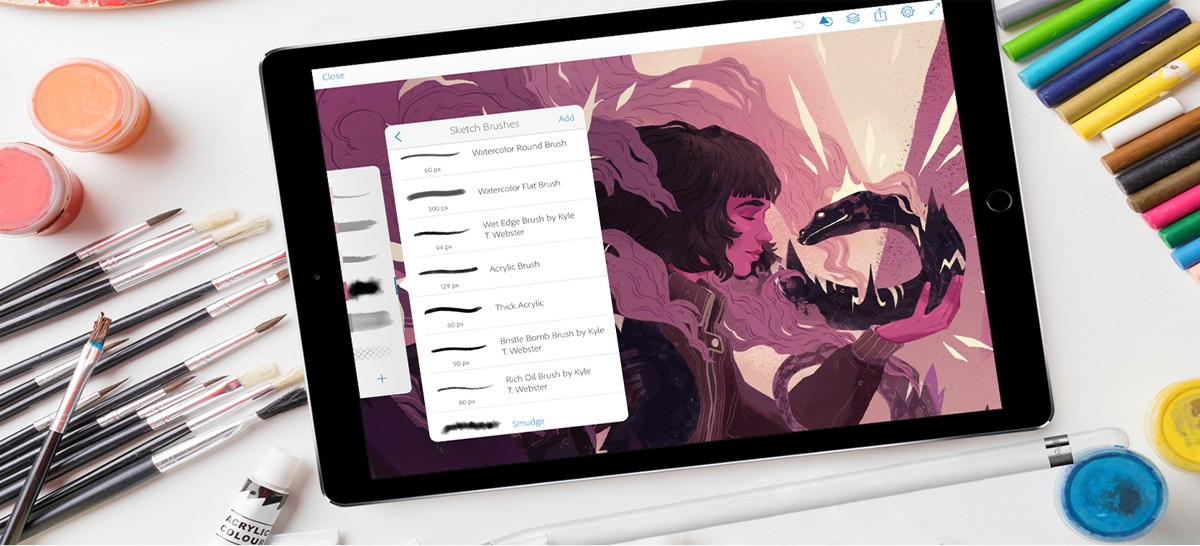 Close
Sketch Brushes
Add
Watercolor Round Brush
60 px
Watercolor Flat Brush
300 px
Wet Edge Brush by Kyle
T. Webster
94 px
Acrylic Brush
129 px
Thick Acrylic
60 px
Bristle Bomb Brush by Kyle
T. Webster
90 px
Rich Oil Brush by Kyle
T. Webster
80 px
Smudge
ACRYLIC
COLOUR